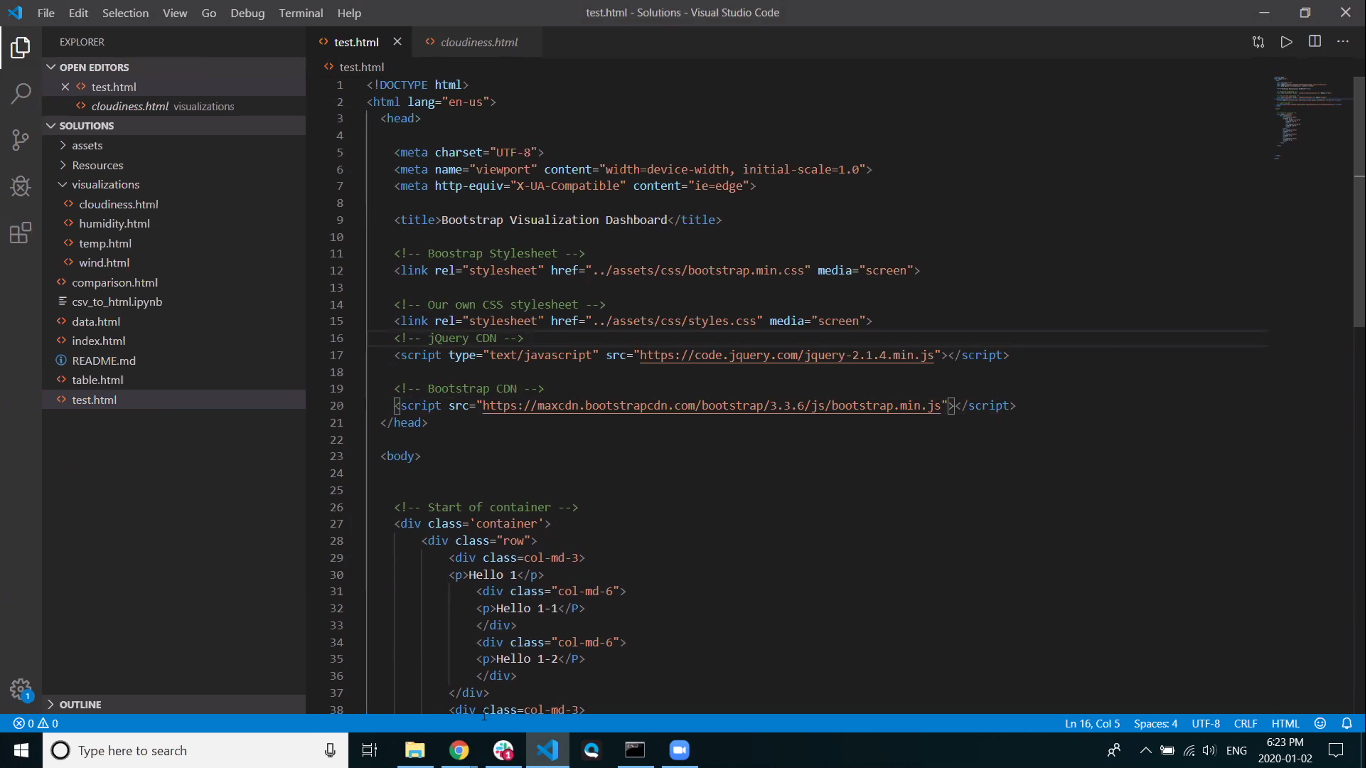 File Edit Selection View Go Debug Terminal Help
test.html - Solutions - Visual Studio Code
EXPLORER
OPEN EDITORS
test.html
cloudiness.html visualizations
SOLUTIONS
assets
Resources
visualizations
cloudiness.html
humidity.html
temp.html
wind.html
comparison.html
csv_to_html.ipynb
data.html
index.html
README.md
table.html
test.html
OUTLINE
1
test.html cloudiness.html
test.html
1 <!DOCTYPE html>
2 <html lang="en-us">
3 <head>
4
5 <meta charset="UTF-8">
6 <meta name="viewport" content="width=device-width, initial-scale=1.0">
7 <meta http-equiv="X-UA-Compatible" content="ie=edge">
8
9 <title>Bootstrap Visualization Dashboard</title>
10
11 <!-- Boostrap Stylesheet -->
12 <link rel="stylesheet" href="../assets/css/bootstrap.min.css" media="screen">
13
14 <!-- Our own CSS stylesheet -->
15 <link rel="stylesheet" href="../assets/css/styles.css" media="screen">
16 <!-- jQuery CDN -->
17 <script type="text/javascript" src="https://code.jquery.com/jquery-2.1.4.min.js"></script>
18
19 <!-- Bootstrap CDN -->
20 <script src="https://maxcdn.bootstrapcdn.com/bootstrap/3.3.6/js/bootstrap.min.js"></script>
21 </head>
22
23 <body>
24
25
26 <!-- Start of container -->
27 <div class='container'>
28 <div class="row">
29 <div class=col-md-3>
30 <p>Hello 1</p>
31 <div class="col-md-6">
32 <p>Hello 1-1</P>
33 </div>
34 <div class="col-md-6">
35 <p>Hello 1-2</P>
36 </div>
37 </div>
38 <div class=col-md-3>
0 0
Ln 16, Col 5 Spaces: 4 UTF-8 CRLF HTML
Type here to search
1
ENG
6:23 PM
2020-01-02